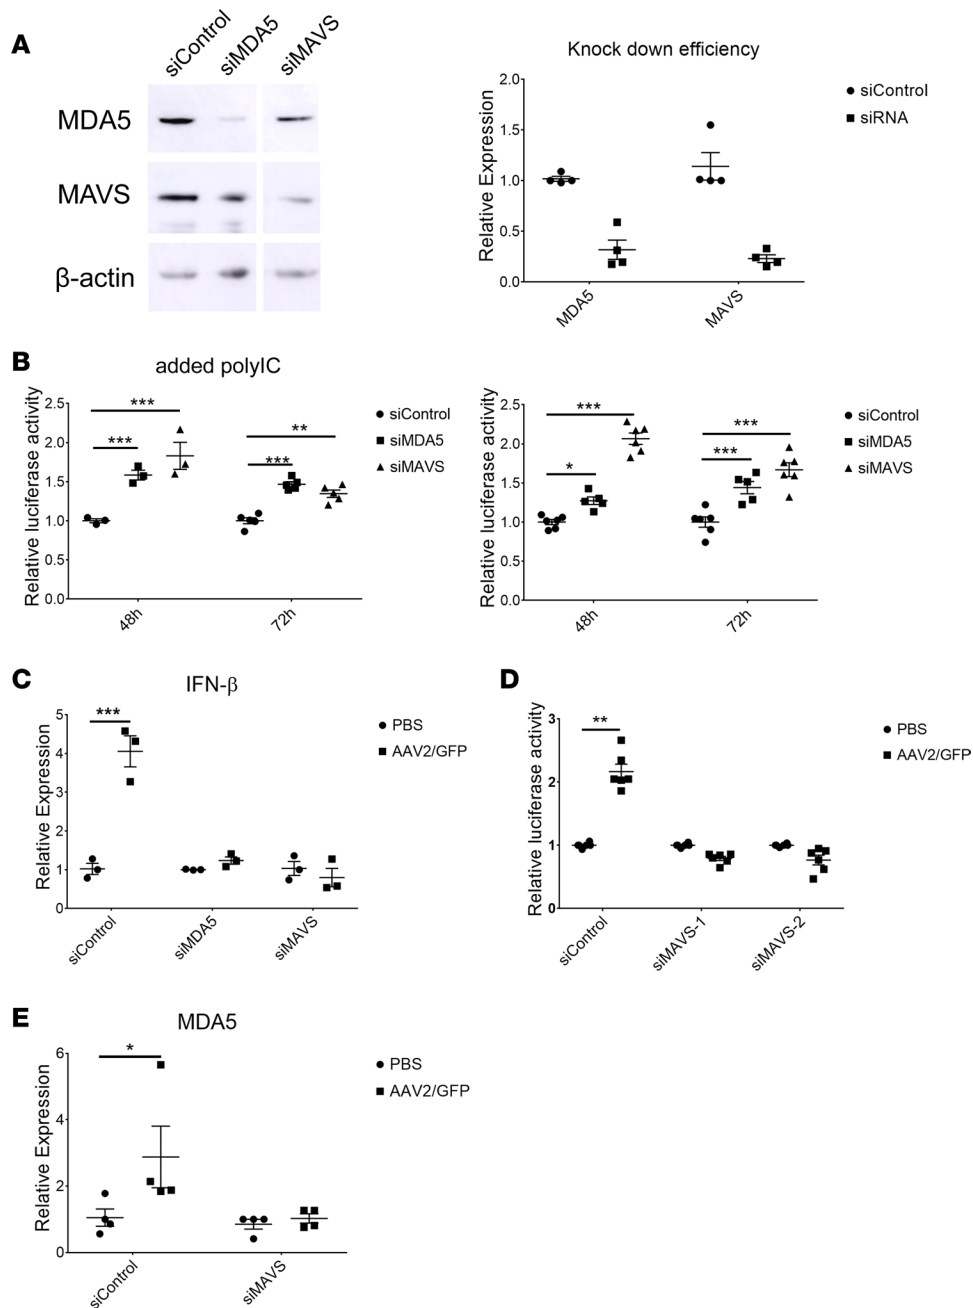 A
siControl
siMDA5
siMAVS
MDA5
MAVS
β-actin
Knock down efficiency
Relative Expression
2.0
1.5
1.0
0.5
0.0
MDA5
MAVS
siControl
siRNA
B
added polyIC
Relative luciferase activity
2.5
2.0
1.5
1.0
0.5
0.0
***
***
**
***
48h
72h
siControl
siMDA5
siMAVS
Relative luciferase activity
2.5
2.0
1.5
1.0
0.5
0.0
***
*
***
***
48h
72h
siControl
siMDA5
siMAVS
C
IFN-β
Relative Expression
5
4
3
2
1
0
***
siControl
siMDA5
siMAVS
PBS
AAV2/GFP
D
Relative luciferase activity
3
2
1
0
**
siControl
siMAVS-1
siMAVS-2
PBS
AAV2/GFP
E
MDA5
Relative Expression
6
4
2
0
*
siControl
siMAVS
PBS
AAV2/GFP